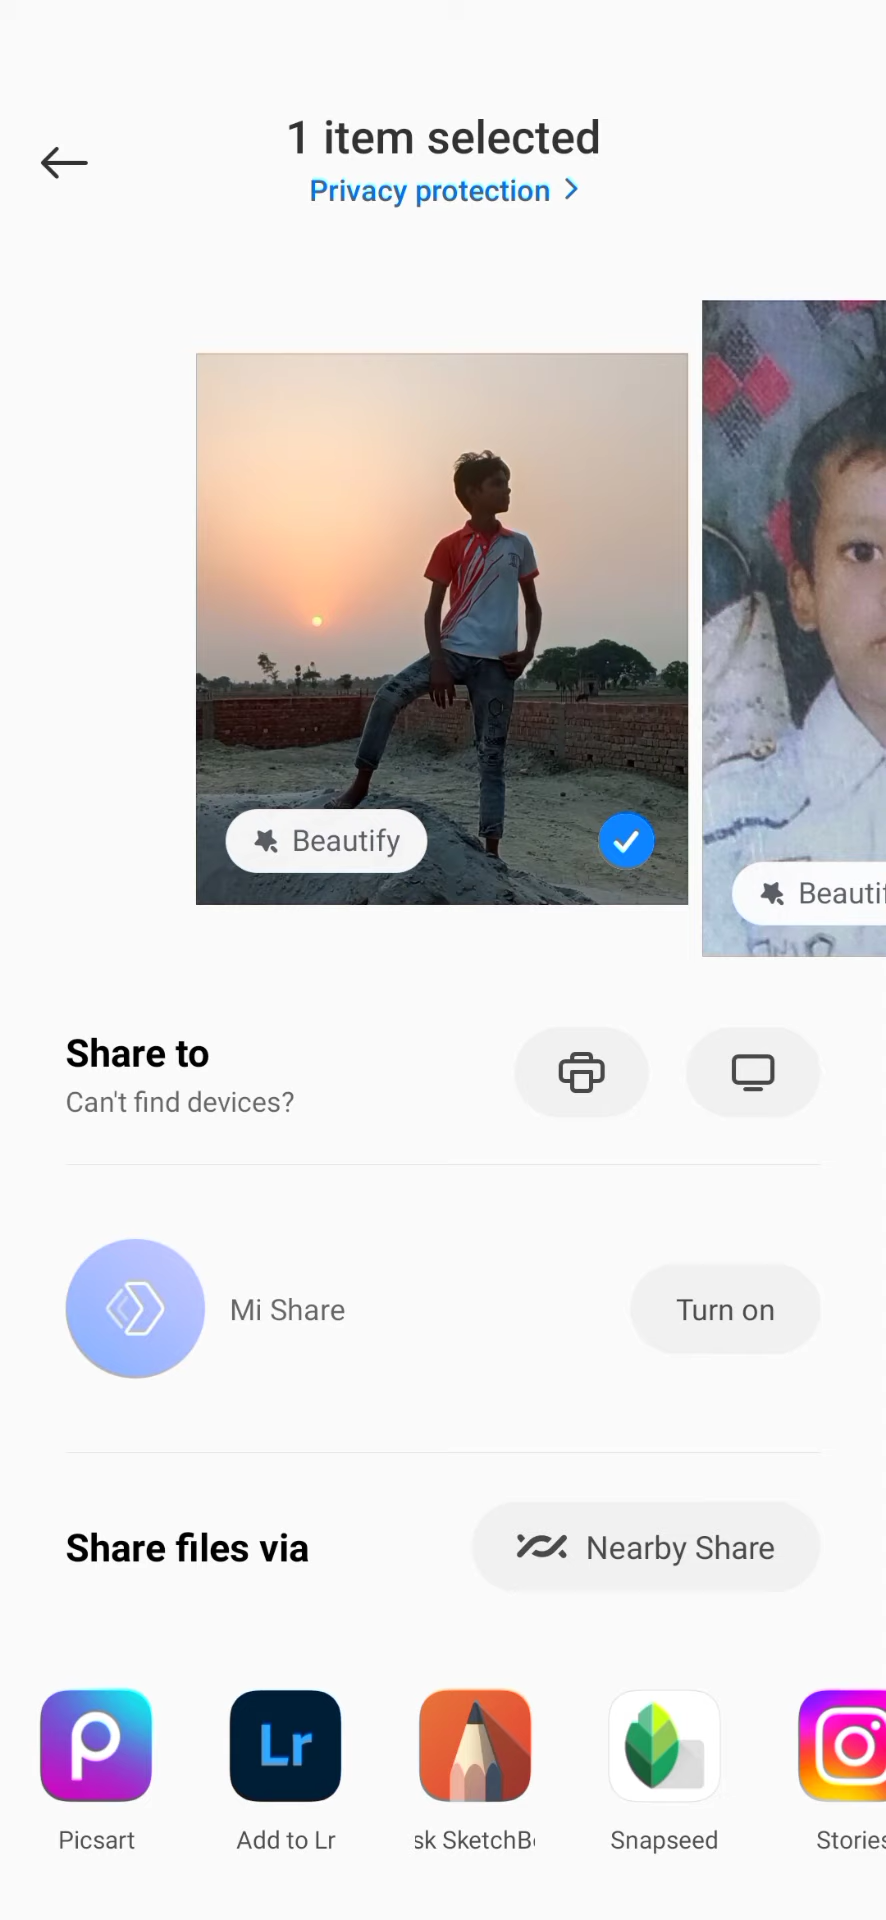 1 item selected
Privacy protection
Beautify
Beautif
Share to
Can't find devices?
Mi Share
Turn on
Share files via
Nearby Share
Lr
Picsart
Add to Lr
sk SketchB
Snapseed
Stories